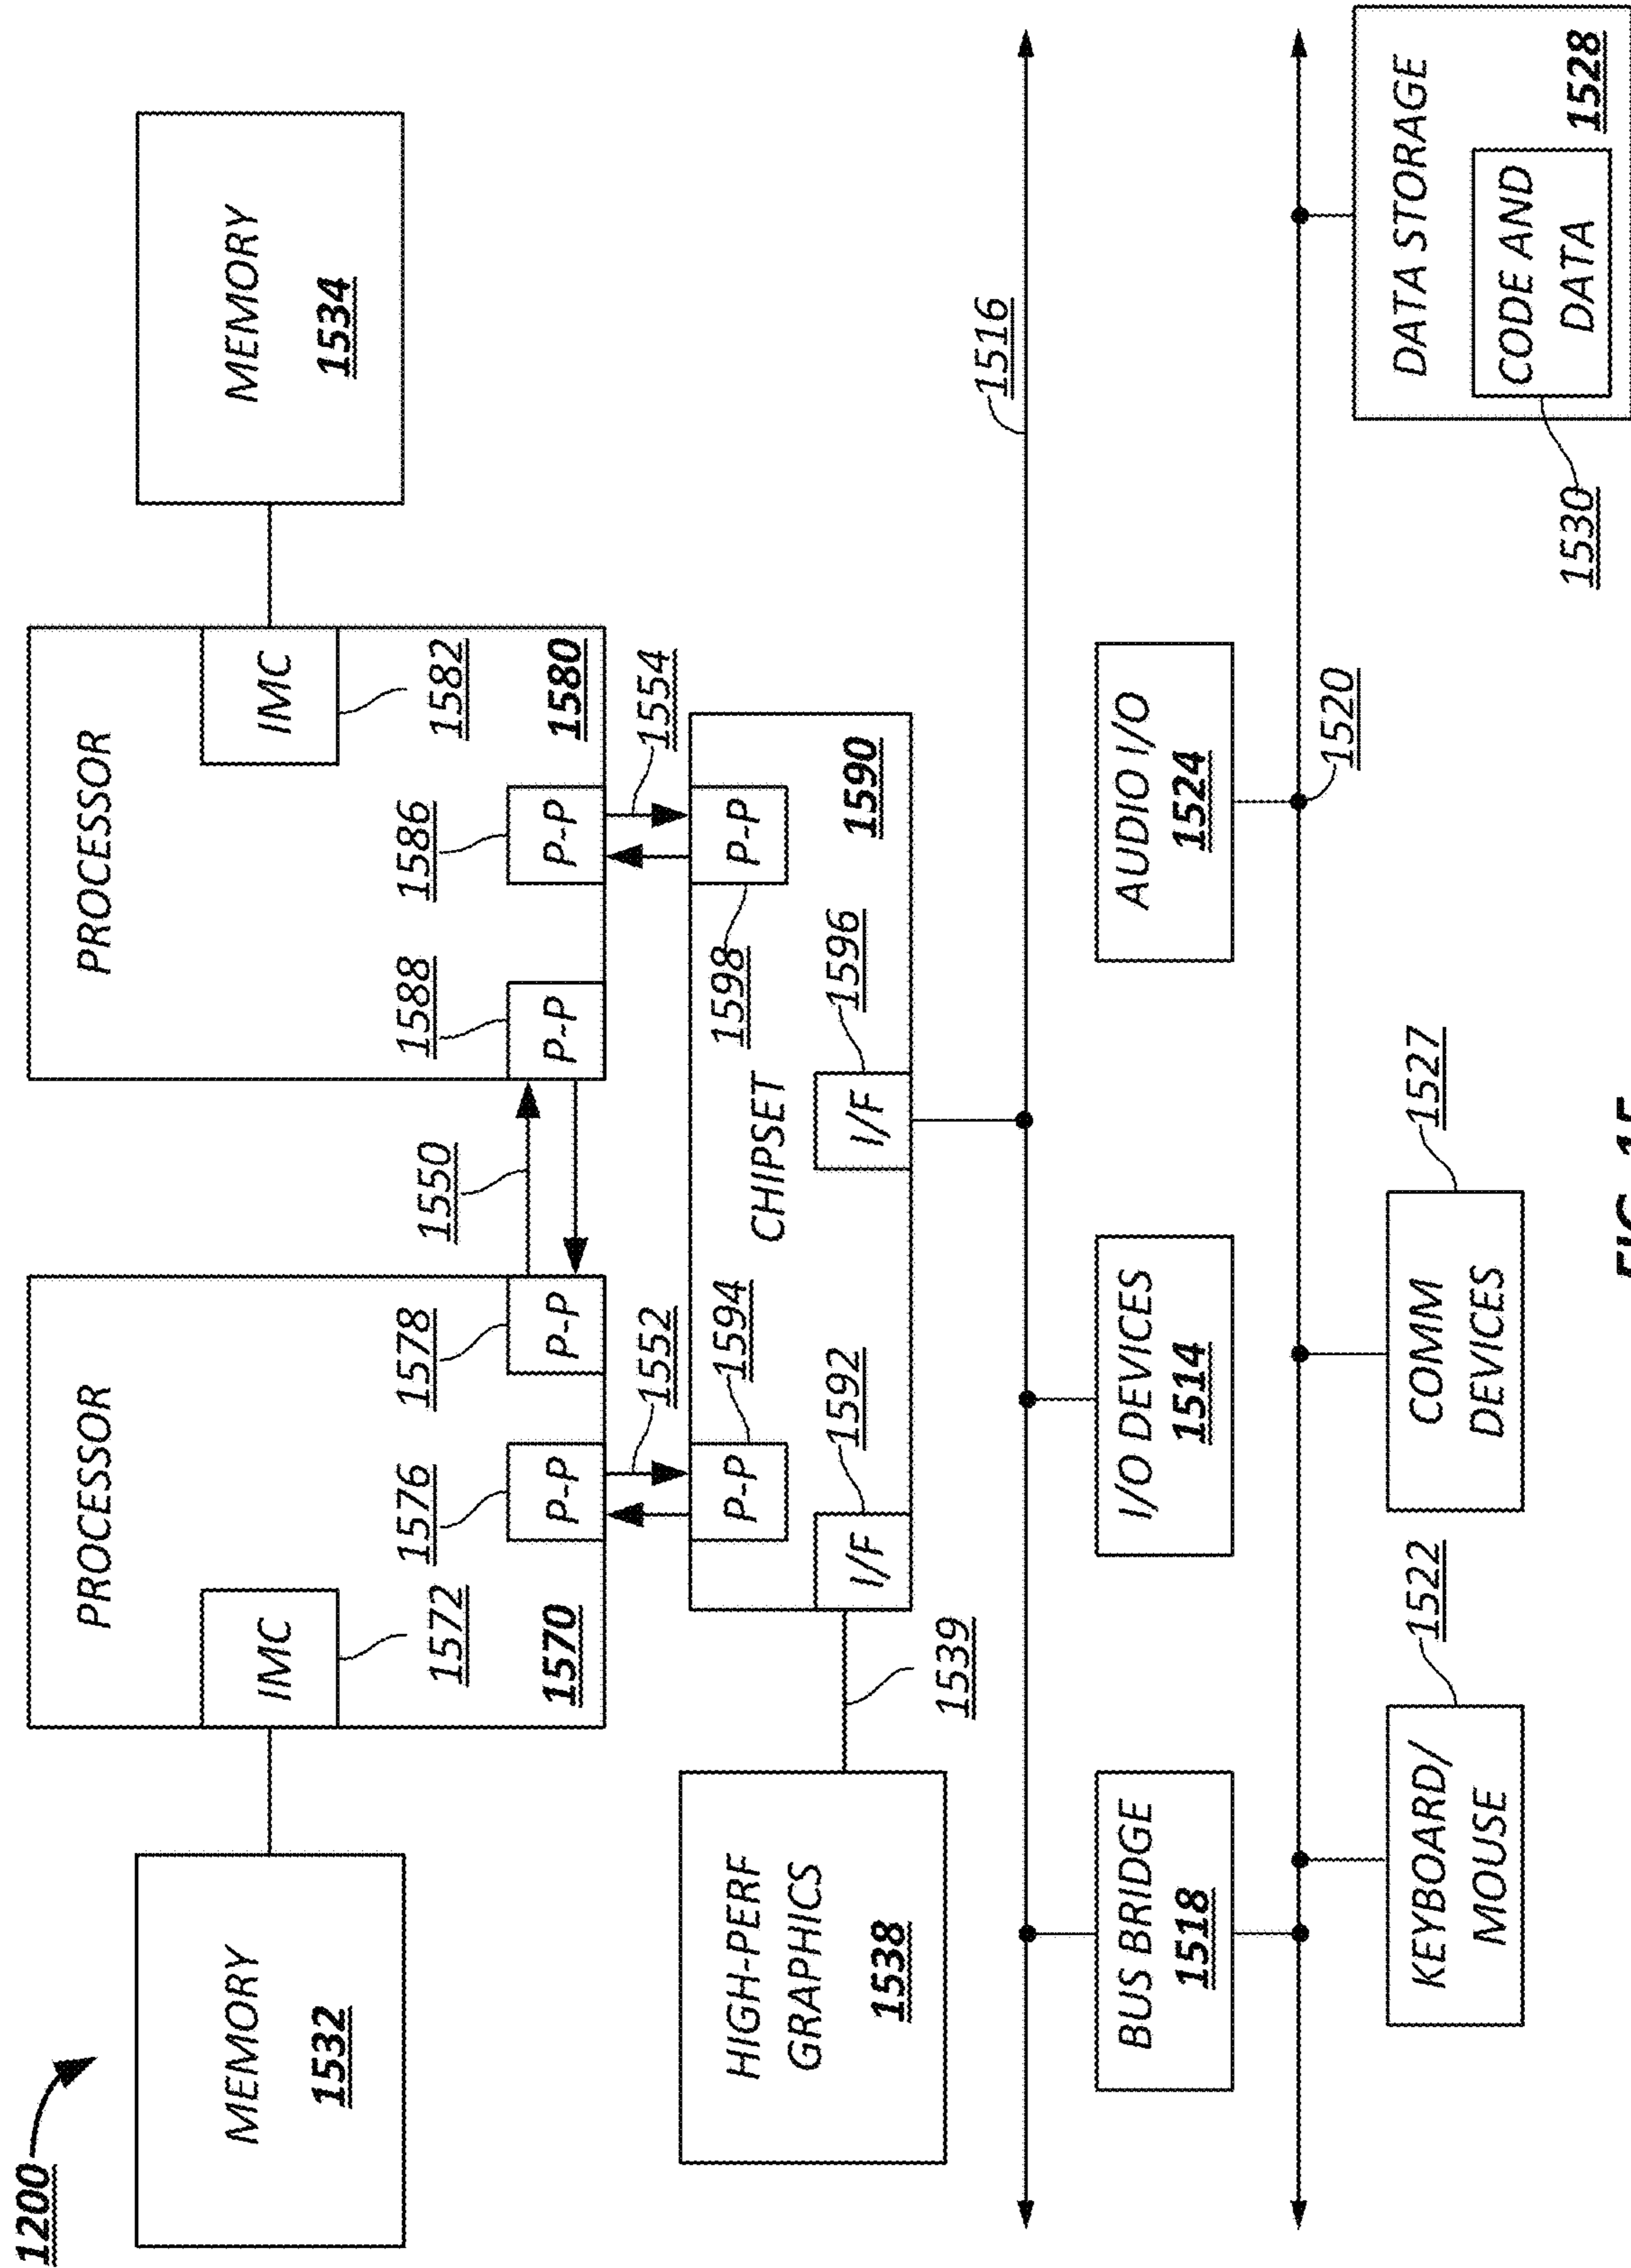 1200
PROCESSOR
PROCESSOR
MEMORY
1532
IMC
1572
1576
1578
1550
1588
1586
IMC
1582
MEMORY
1534
1570
P-P
P-P
P-P
P-P
1580
1552
1554
HIGH-PERF
GRAPHICS
1538
P-P
1594
CHIPSET
1598
P-P
I/F
1592
I/F
1596
1590
1539
1516
BUS BRIDGE
1518
I/O DEVICES
1514
AUDIO I/O
1524
1520
KEYBOARD/
MOUSE
1522
COMM
DEVICES
1527
DATA STORAGE
CODE AND
DATA
1528
1530